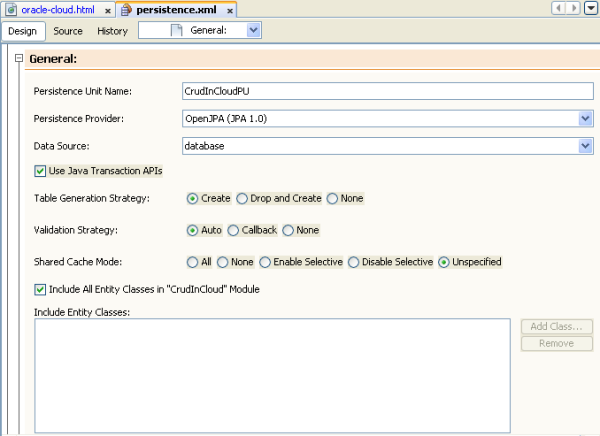 oracle-cloud.html x persistence.xml x
Design Source History General:
General:
Persistence Unit Name: CrudInCloudPU
Persistence Provider: OpenJPA (JPA 1.0)
Data Source: database
Use Java Transaction APIs
Table Generation Strategy: Create Drop and Create None
Validation Strategy: Auto Callback None
Shared Cache Mode: All None Enable Selective Disable Selective Unspecified
Include All Entity Classes in "CrudInCloud" Module
Include Entity Classes:
Add Class...
Remove